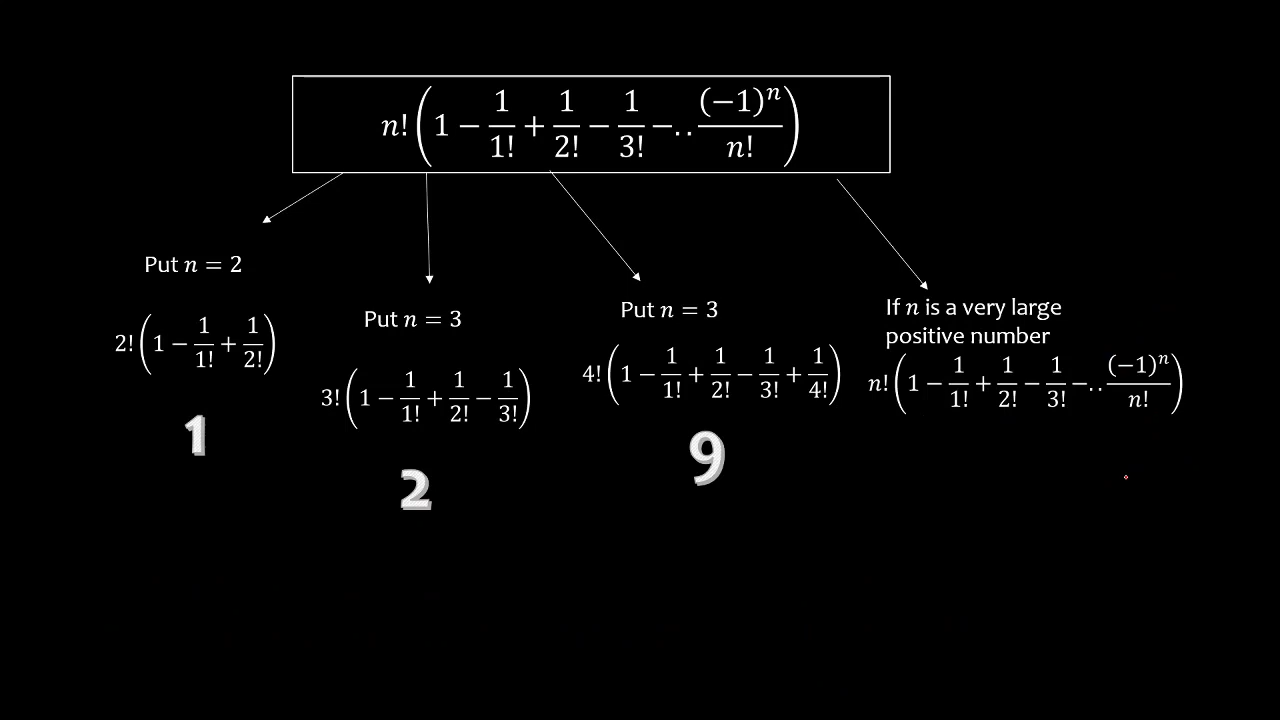 n!(1 − 1/1! + 1/2! − 1/3! −.. (−1)^n/n!)
Put n = 2
2!(1 − 1/1! + 1/2!)
1
Put n = 3
3!(1 − 1/1! + 1/2! − 1/3!)
2
Put n = 3
4!(1 − 1/1! + 1/2! − 1/3! + 1/4!)
9
If n is a very large
positive number
n!(1 − 1/1! + 1/2! − 1/3! −.. (−1)^n/n!)